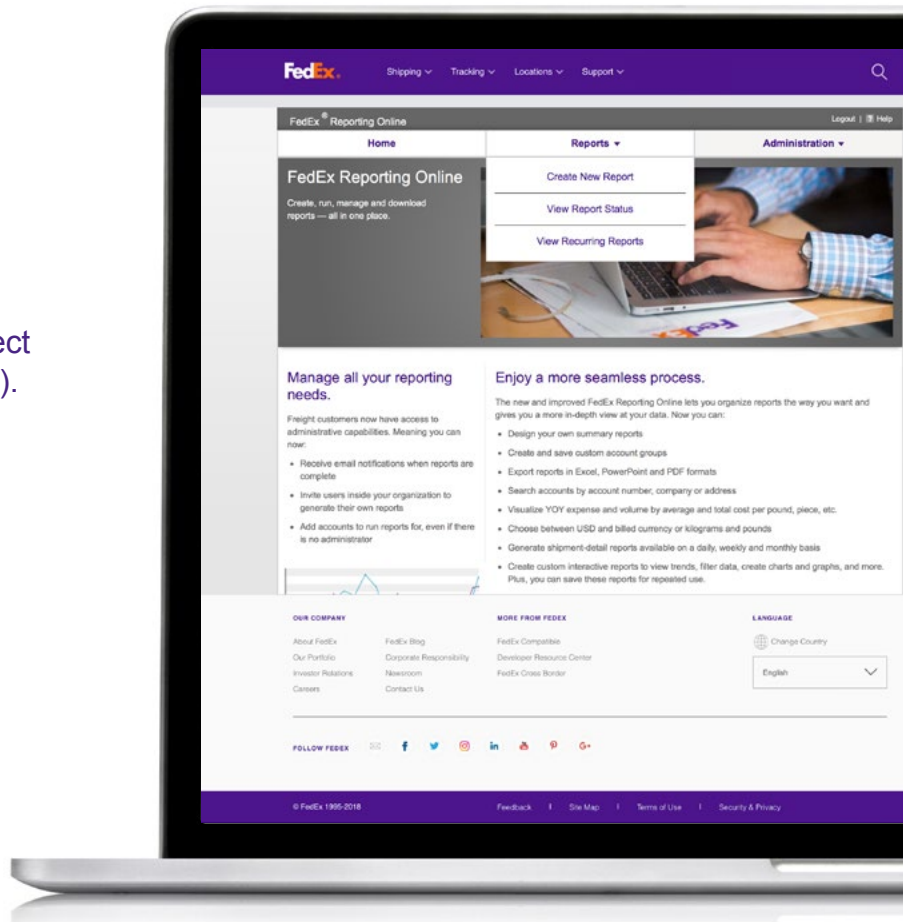 ect
).
FedEx®
Shipping Tracking Locations Support
FedEx® Reporting Online
Logout | Help
Home
Reports
Administration
FedEx Reporting Online
Create, run, manage and download
reports — all in one place.
Create New Report
View Report Status
View Recurring Reports
FedEx
Manage all your reporting
needs.
Freight customers now have access to
administrative capabilities. Meaning you can
now:
• Receive email notifications when reports are
complete
• Invite users inside your organization to
generate their own reports
• Add accounts to run reports for, even if there
is no administrator
Enjoy a more seamless process.
The new and improved FedEx Reporting Online lets you organize reports the way you want and
gives you a more in-depth view at your data. Now you can:
• Design your own summary reports
• Create and save custom account groups
• Export reports in Excel, PowerPoint and PDF formats
• Search accounts by account number, company or address
• Visualize YOY expense and volume by average and total cost per pound, piece, etc.
• Choose between USD and billed currency or kilograms and pounds
• Generate shipment-detail reports available on a daily, weekly and monthly basis
• Create custom interactive reports to view trends, filter data, create charts and graphs, and more.
Plus, you can save these reports for repeated use.
OUR COMPANY
About FedEx
Our Portfolio
Investor Relations
Careers
FedEx Blog
Corporate Responsibility
Newsroom
Contact Us
MORE FROM FEDEX
FedEx Compatible
Developer Resource Center
FedEx Cross Border
LANGUAGE
Change Country
English
FOLLOW FEDEX
© FedEx 1995-2018
Feedback | Site Map | Terms of Use | Security & Privacy